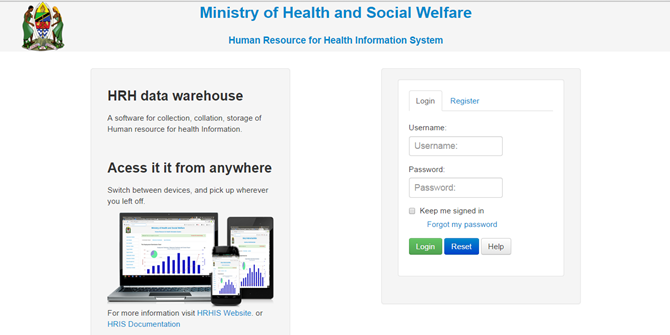 Ministry of Health and Social Welfare
Human Resource for Health Information System
HRH data warehouse
A software for collection, collation, storage of
Human resource for health Information.
Acess it it from anywhere
Switch between devices, and pick up wherever
you left off.
For more information visit HRHIS Website. or
HRIS Documentation
Login
Register
Username:
Username:
Password:
Password:
Keep me signed in
Forgot my password
Login Reset Help